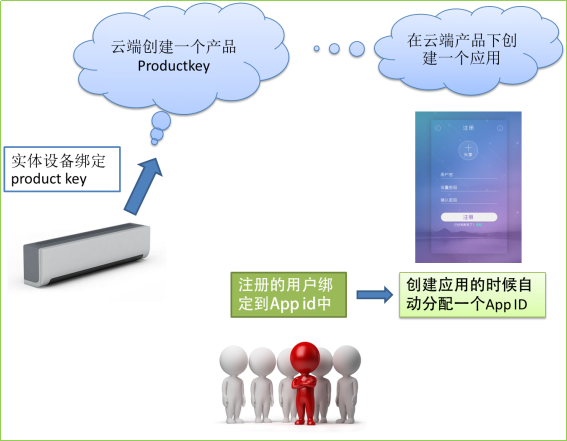 云端创建一个产品
Productkey
在云端产品下创
建一个应用
实体设备绑定
product key
注册
头像
用户名
设置密码
确认密码
注册
注册的用户绑
定到App id中
创建应用的时候自
动分配一个App ID